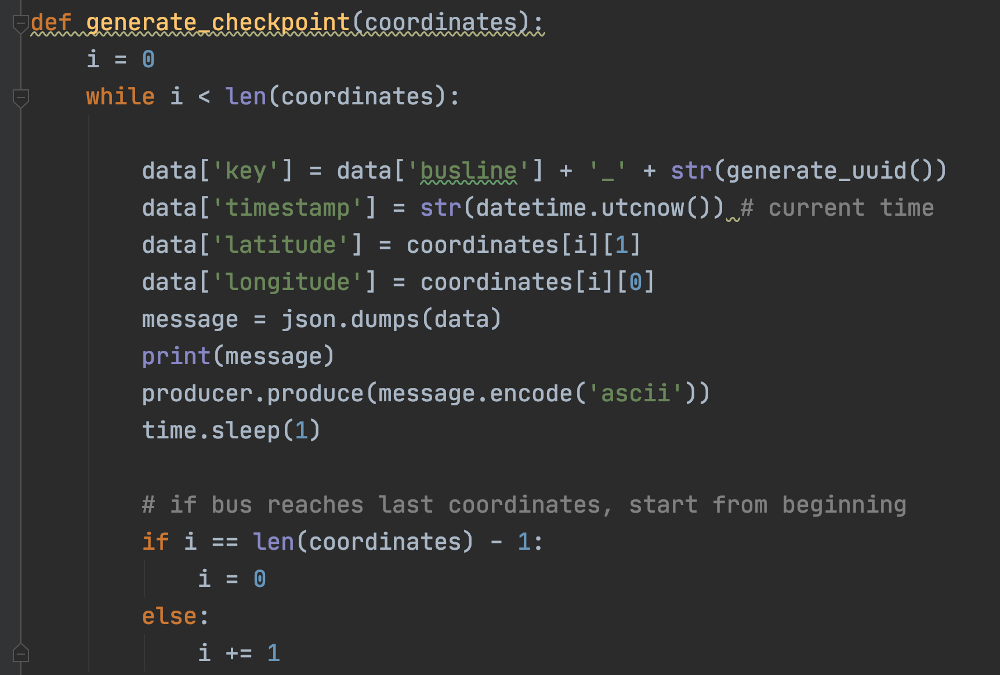 def generate_checkpoint(coordinates):
    i = 0
    while i < len(coordinates):

        data['key'] = data['busline'] + '_' + str(generate_uuid())
        data['timestamp'] = str(datetime.utcnow()) # current time
        data['latitude'] = coordinates[i][1]
        data['longitude'] = coordinates[i][0]
        message = json.dumps(data)
        print(message)
        producer.produce(message.encode('ascii'))
        time.sleep(1)

        # if bus reaches last coordinates, start from beginning
        if i == len(coordinates) - 1:
            i = 0
        else:
            i += 1